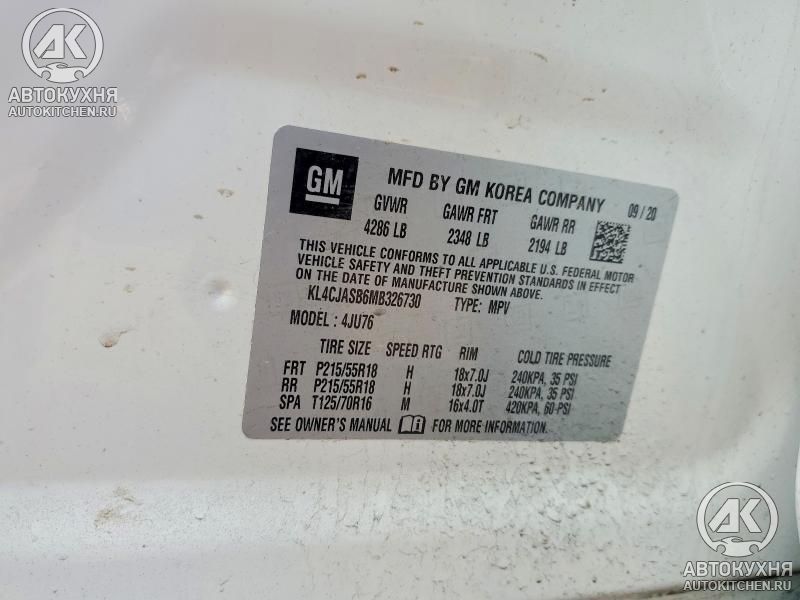 AK
АВТОКУХНЯ
AUTOKITCHEN.RU
GM
MFD BY GM KOREA COMPANY 09/20
GVWR GAWR FRT GAWR RR
4286 LB 2348 LB 2194 LB
THIS VEHICLE CONFORMS TO ALL APPLICABLE U.S. FEDERAL MOTOR
VEHICLE SAFETY AND THEFT PREVENTION STANDARDS IN EFFECT
ON THE DATE OF MANUFACTURE SHOWN ABOVE.
KL4CJASB6MB326730 TYPE: MPV
MODEL: 4JU76
TIRE SIZE SPEED RTG RIM COLD TIRE PRESSURE
FRT P215/55R18 H 18x7.0J 240KPA, 35 PSI
RR P215/55R18 H 18x7.0J 240KPA, 35 PSI
SPA T125/70R16 M 16x4.0T 420KPA, 60 PSI
SEE OWNER'S MANUAL FOR MORE INFORMATION.
AK
АВТОКУХНЯ
AUTOKITCHEN.RU